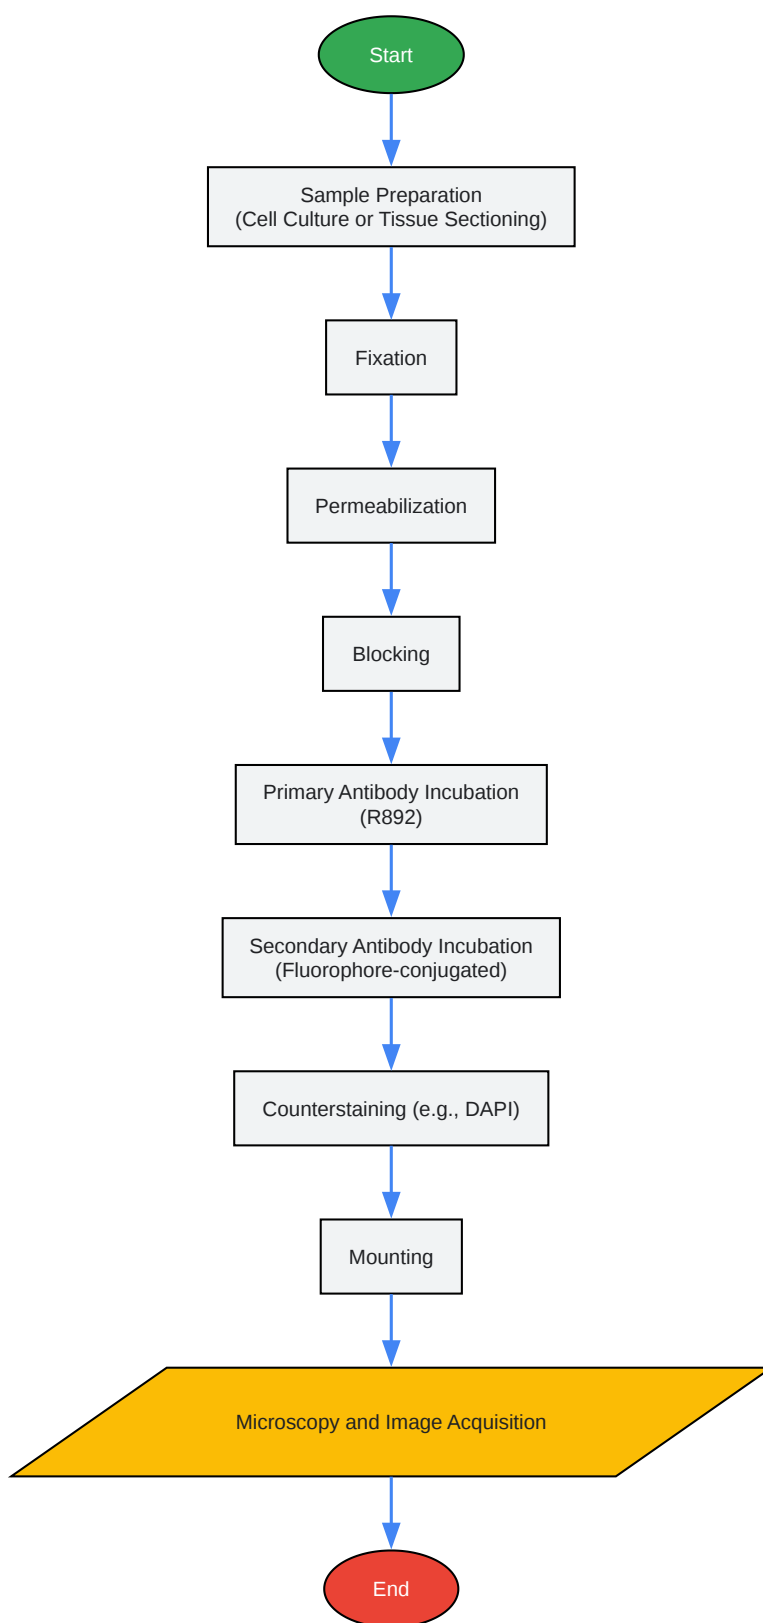 Start
Sample Preparation
(Cell Culture or Tissue Sectioning)
Fixation
Permeabilization
Blocking
Primary Antibody Incubation
(R892)
Secondary Antibody Incubation
(Fluorophore-conjugated)
Counterstaining (e.g., DAPI)
Mounting
Microscopy and Image Acquisition
End